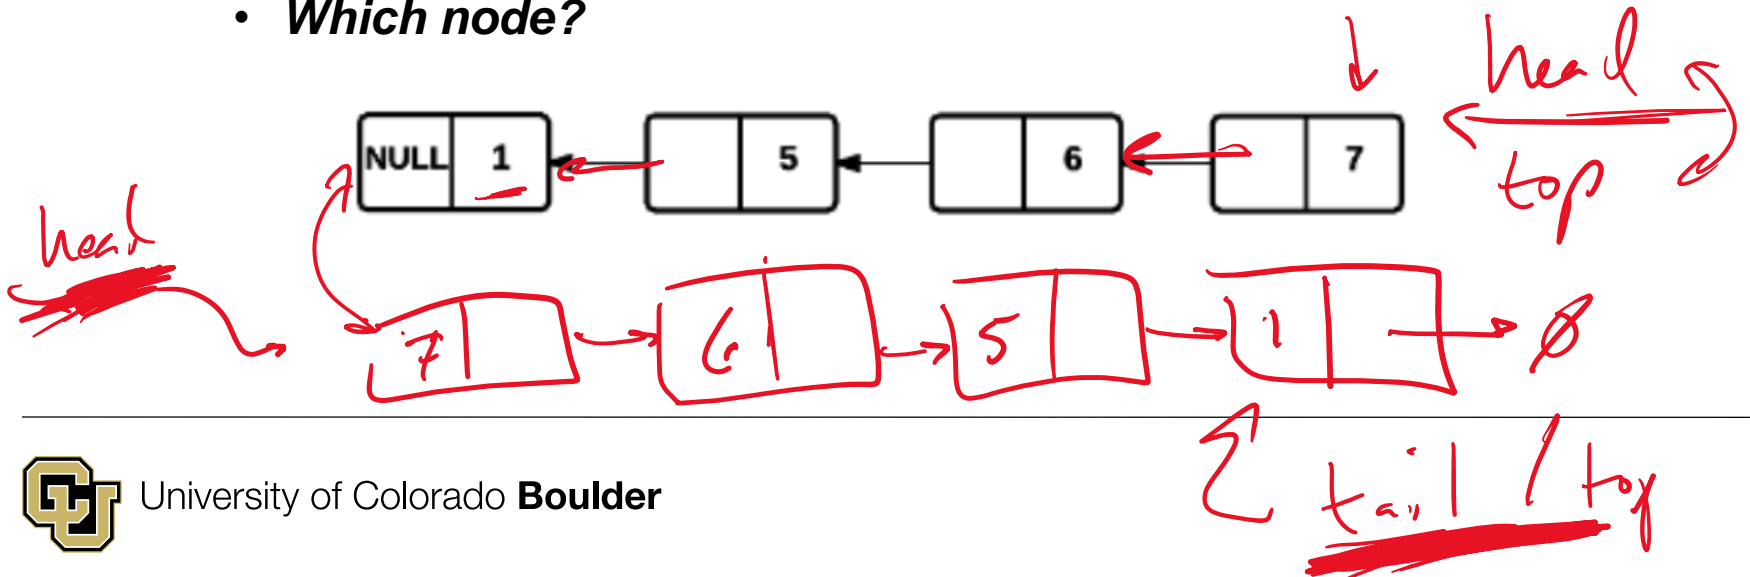 • Which node?
head
NULL 1 5 6 7
top
head
7 6 5 1 ∅
tail / top
University of Colorado Boulder